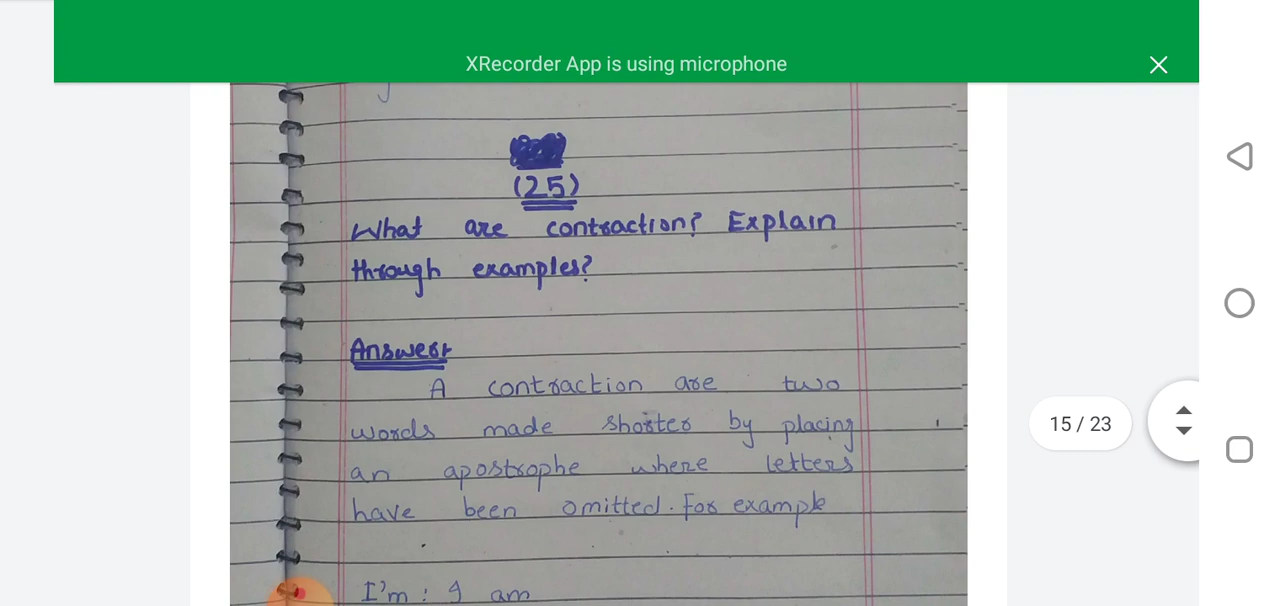 XRecorder App is using microphone
(25)
What are contraction? Explain
through examples?
Answer
A contraction are two
words made shorter by placing
an apostrophe where letters
have been omitted. For example
15 / 23
I'm : I am